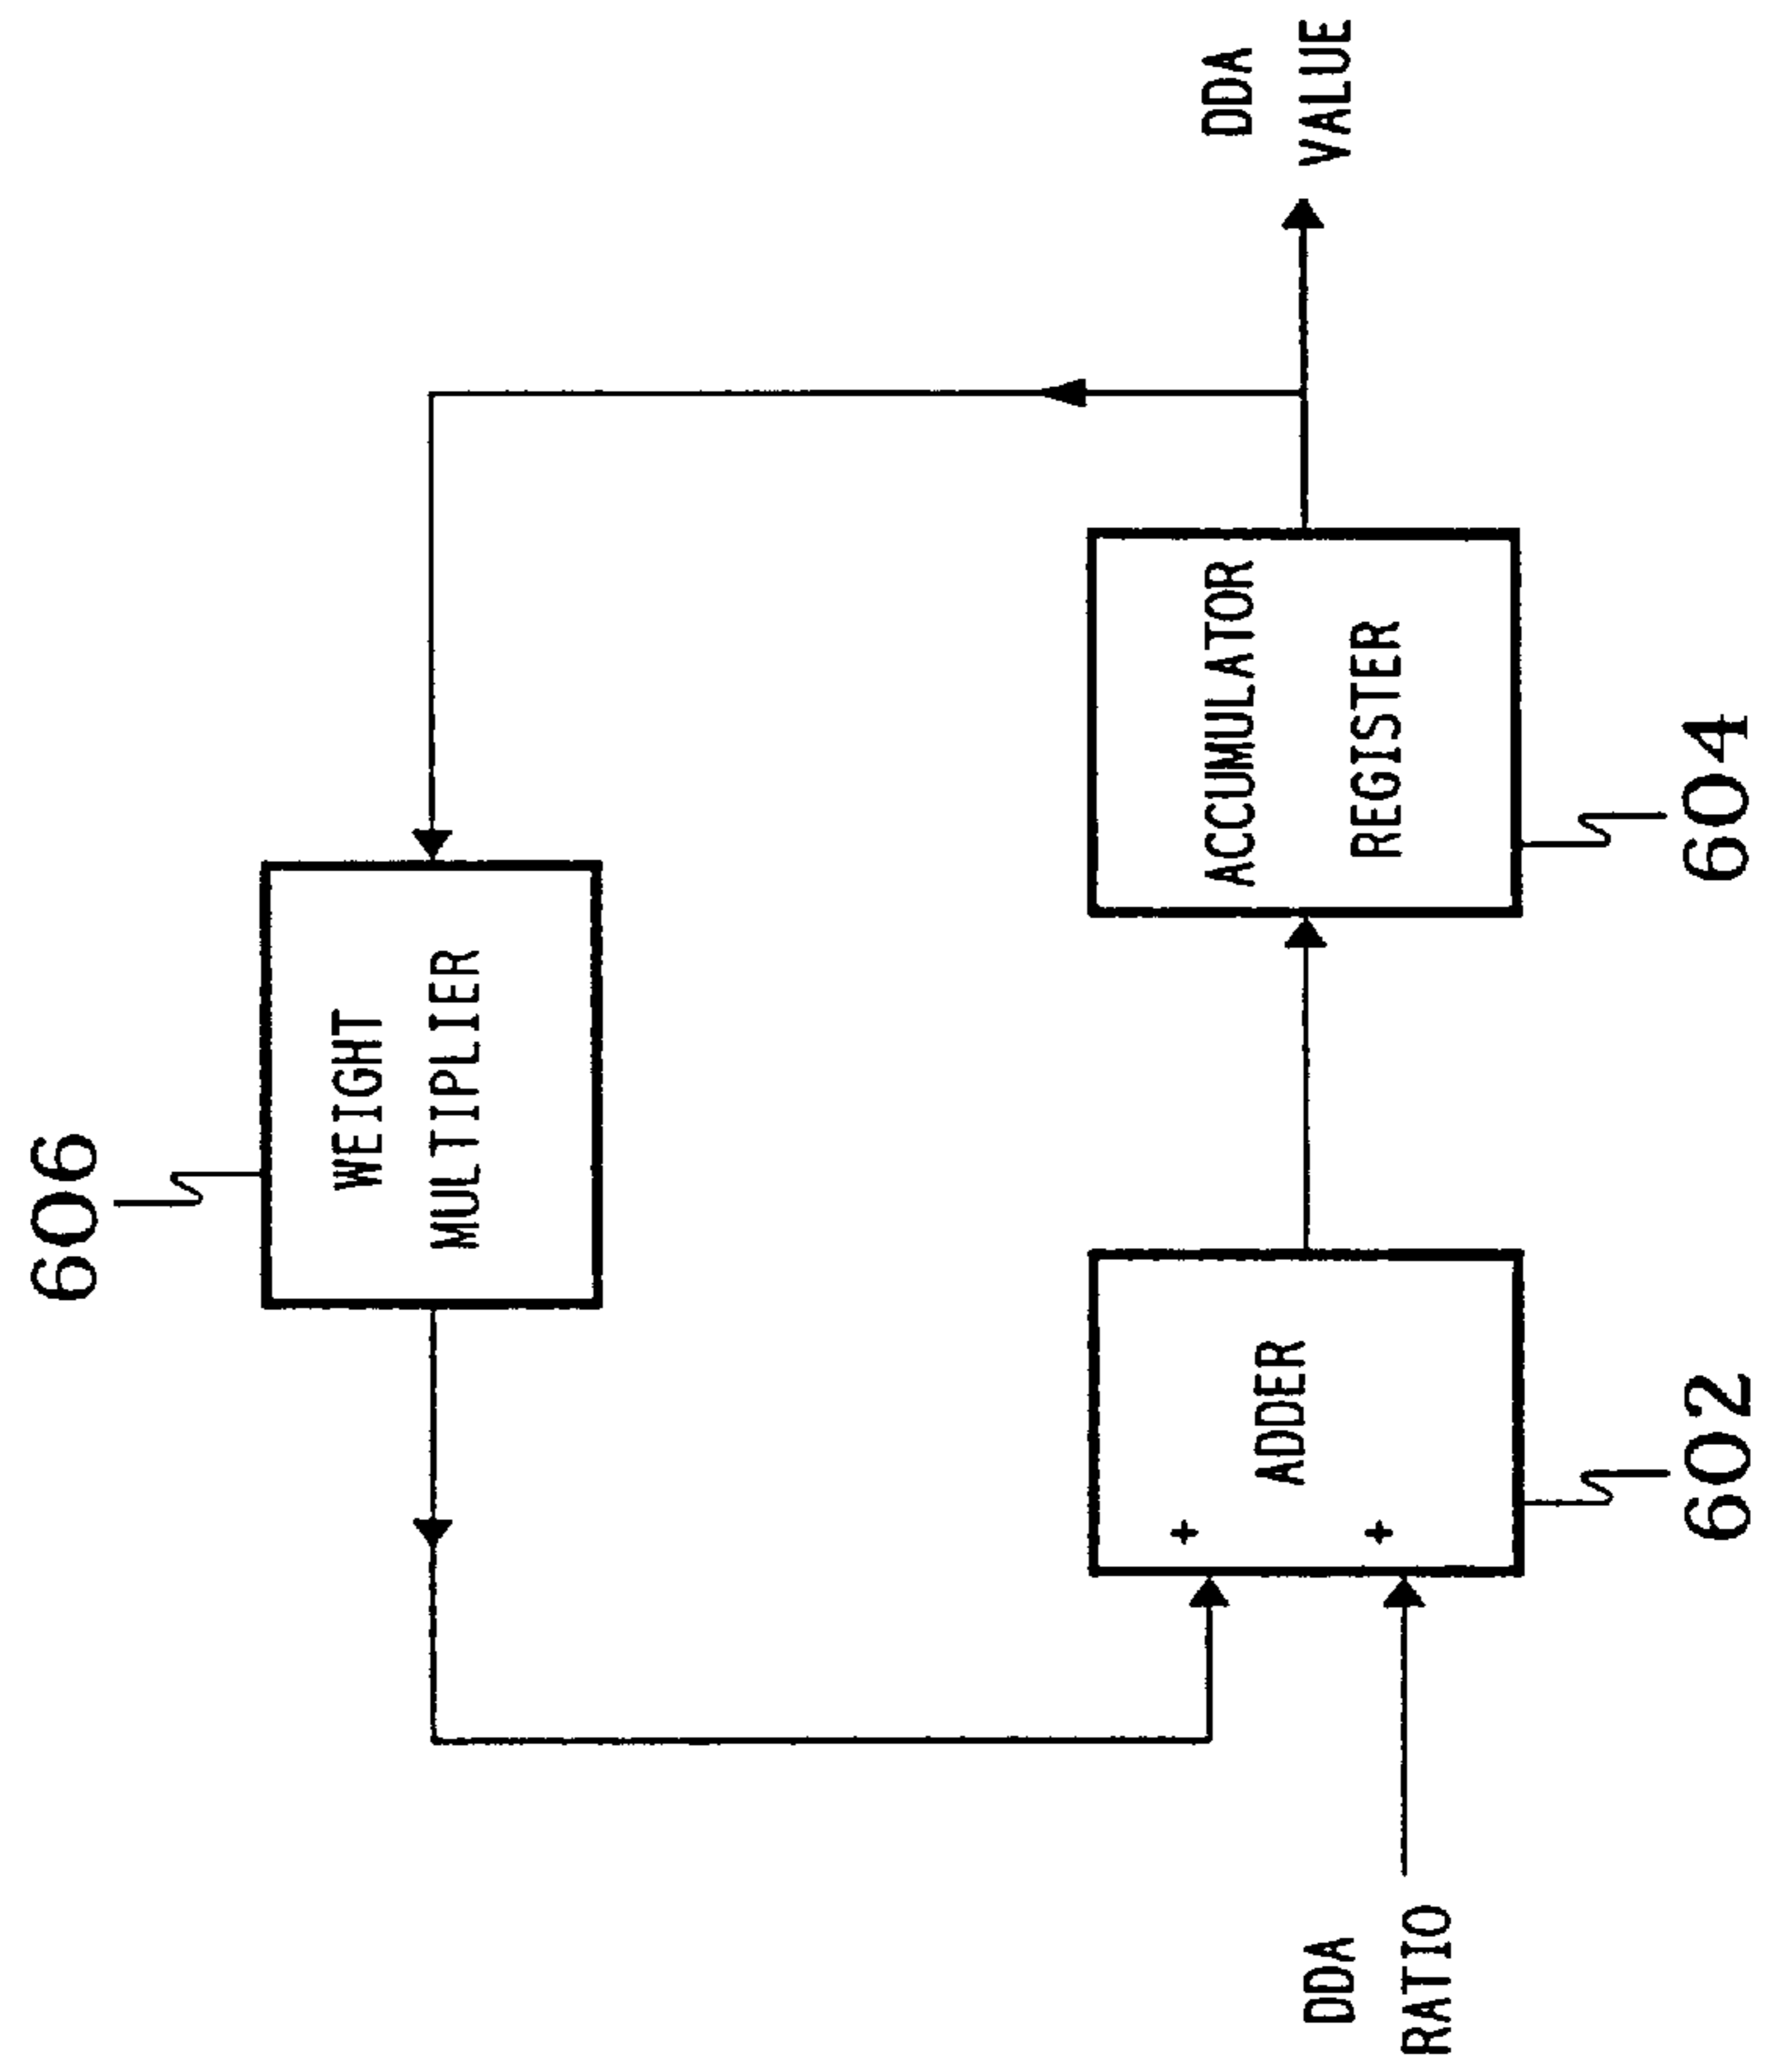 606
WEIGHT
MULTIPLIER
DDA
RATIO
+
+
ADDER
602
ACCUMULATOR
REGISTER
604
DDA
VALUE